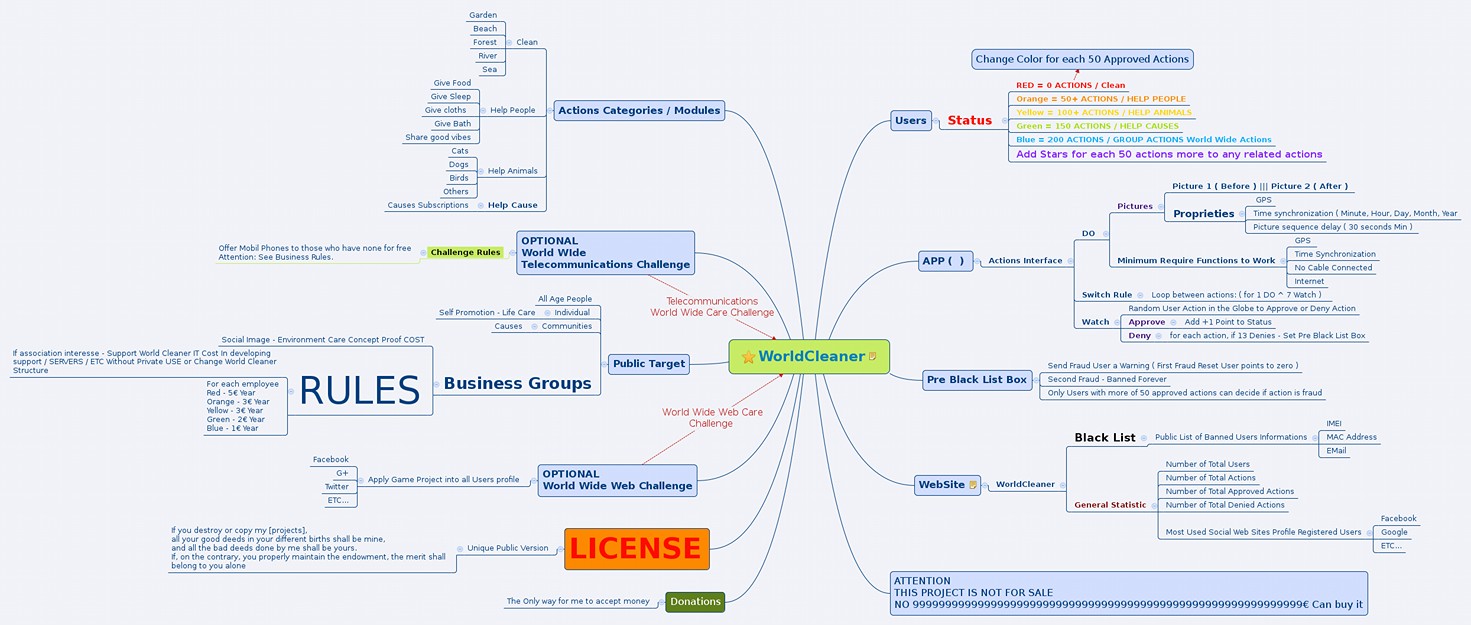 WorldCleaner
Actions Categories / Modules
Clean
Garden
Beach
Forest
River
Sea
Help People
Give Food
Give Sleep
Give cloths
Give Bath
Share good vibes
Help Animals
Cats
Dogs
Birds
Others
Help Cause
Causes Subscriptions
OPTIONAL
World WIde
Telecommunications Challenge
Challenge Rules
Offer Mobil Phones to those who have none for free
Attention: See Business Rules.
Telecommunications
World Wide Care Challenge
Public Target
All Age People
Individual
Self Promotion - Life Care
Communities
Causes
Business Groups
RULES
Social Image - Environment Care Concept Proof COST
If association interesse - Support World Cleaner IT Cost In developing
support / SERVERS / ETC Without Private USE or Change World Cleaner
Structure
For each employee
Red - 5€ Year
Orange - 3€ Year
Yellow - 3€ Year
Green - 2€ Year
Blue - 1€ Year
World Wide Web Care
Challenge
OPTIONAL
World Wide Web Challenge
Apply Game Project into all Users profile
Facebook
G+
Twitter
ETC...
LICENSE
Unique Public Version
If you destroy or copy my [projects],
all your good deeds in your different births shall be mine,
and all the bad deeds done by me shall be yours.
If, on the contrary, you properly maintain the endowment, the merit shall
belong to you alone
Donations
The Only way for me to accept money
Users
Status
Change Color for each 50 Approved Actions
RED = 0 ACTIONS / Clean
Orange = 50+ ACTIONS / HELP PEOPLE
Yellow = 100+ ACTIONS / HELP ANIMALS
Green = 150 ACTIONS / HELP CAUSES
Blue = 200 ACTIONS / GROUP ACTIONS World Wide Actions
Add Stars for each 50 actions more to any related actions
APP ( )
Actions Interface
DO
Pictures
Picture 1 ( Before ) ||| Picture 2 ( After )
Proprieties
GPS
Time synchronization ( Minute, Hour, Day, Month, Year
Picture sequence delay ( 30 seconds Min )
Minimum Require Functions to Work
GPS
Time Synchronization
No Cable Connected
Internet
Switch Rule
Loop between actions: ( for 1 DO ^ 7 Watch )
Watch
Random User Action in the Globe to Approve or Deny Action
Approve
Add +1 Point to Status
Deny
for each action, if 13 Denies - Set Pre Black List Box
Pre Black List Box
Send Fraud User a Warning ( First Fraud Reset User points to zero )
Second Fraud - Banned Forever
Only Users with more of 50 approved actions can decide if action is fraud
WebSite
WorldCleaner
Black List
Public List of Banned Users Informations
IMEI
MAC Address
EMail
General Statistic
Number of Total Users
Number of Total Actions
Number of Total Approved Actions
Number of Total Denied Actions
Most Used Social Web Sites Profile Registered Users
Facebook
Google
ETC...
ATTENTION
THIS PROJECT IS NOT FOR SALE
NO 999999999999999999999999999999999999999999999999999999999999€ Can buy it